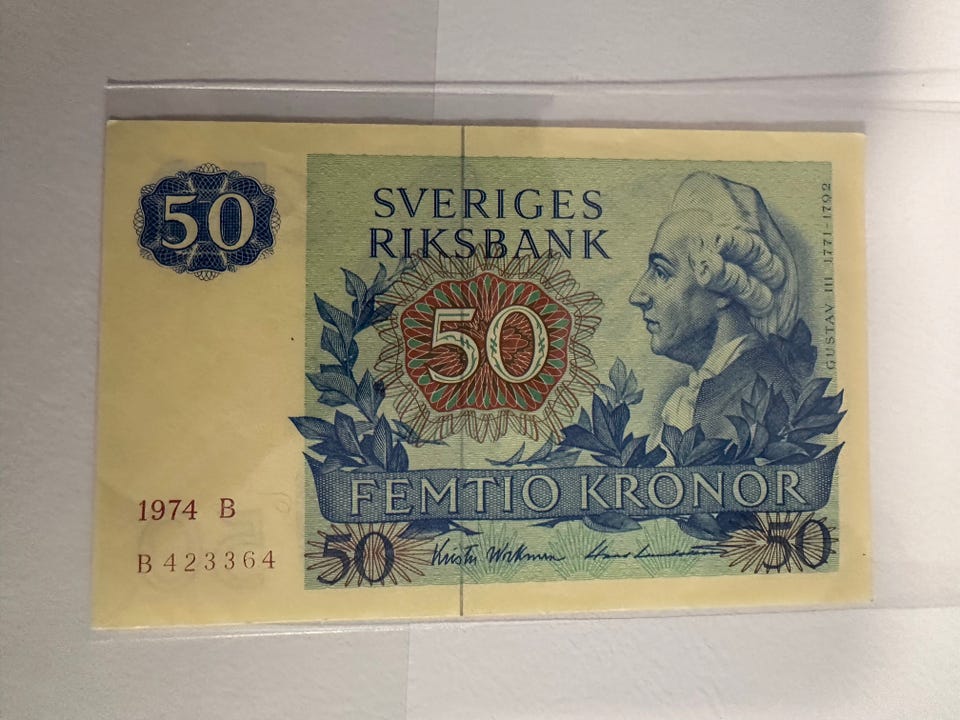 50
SVERIGES
RIKSBANK
50
GUSTAV III 1771-1792
FEMTIO KRONOR
1974 B
B 423364
50
50